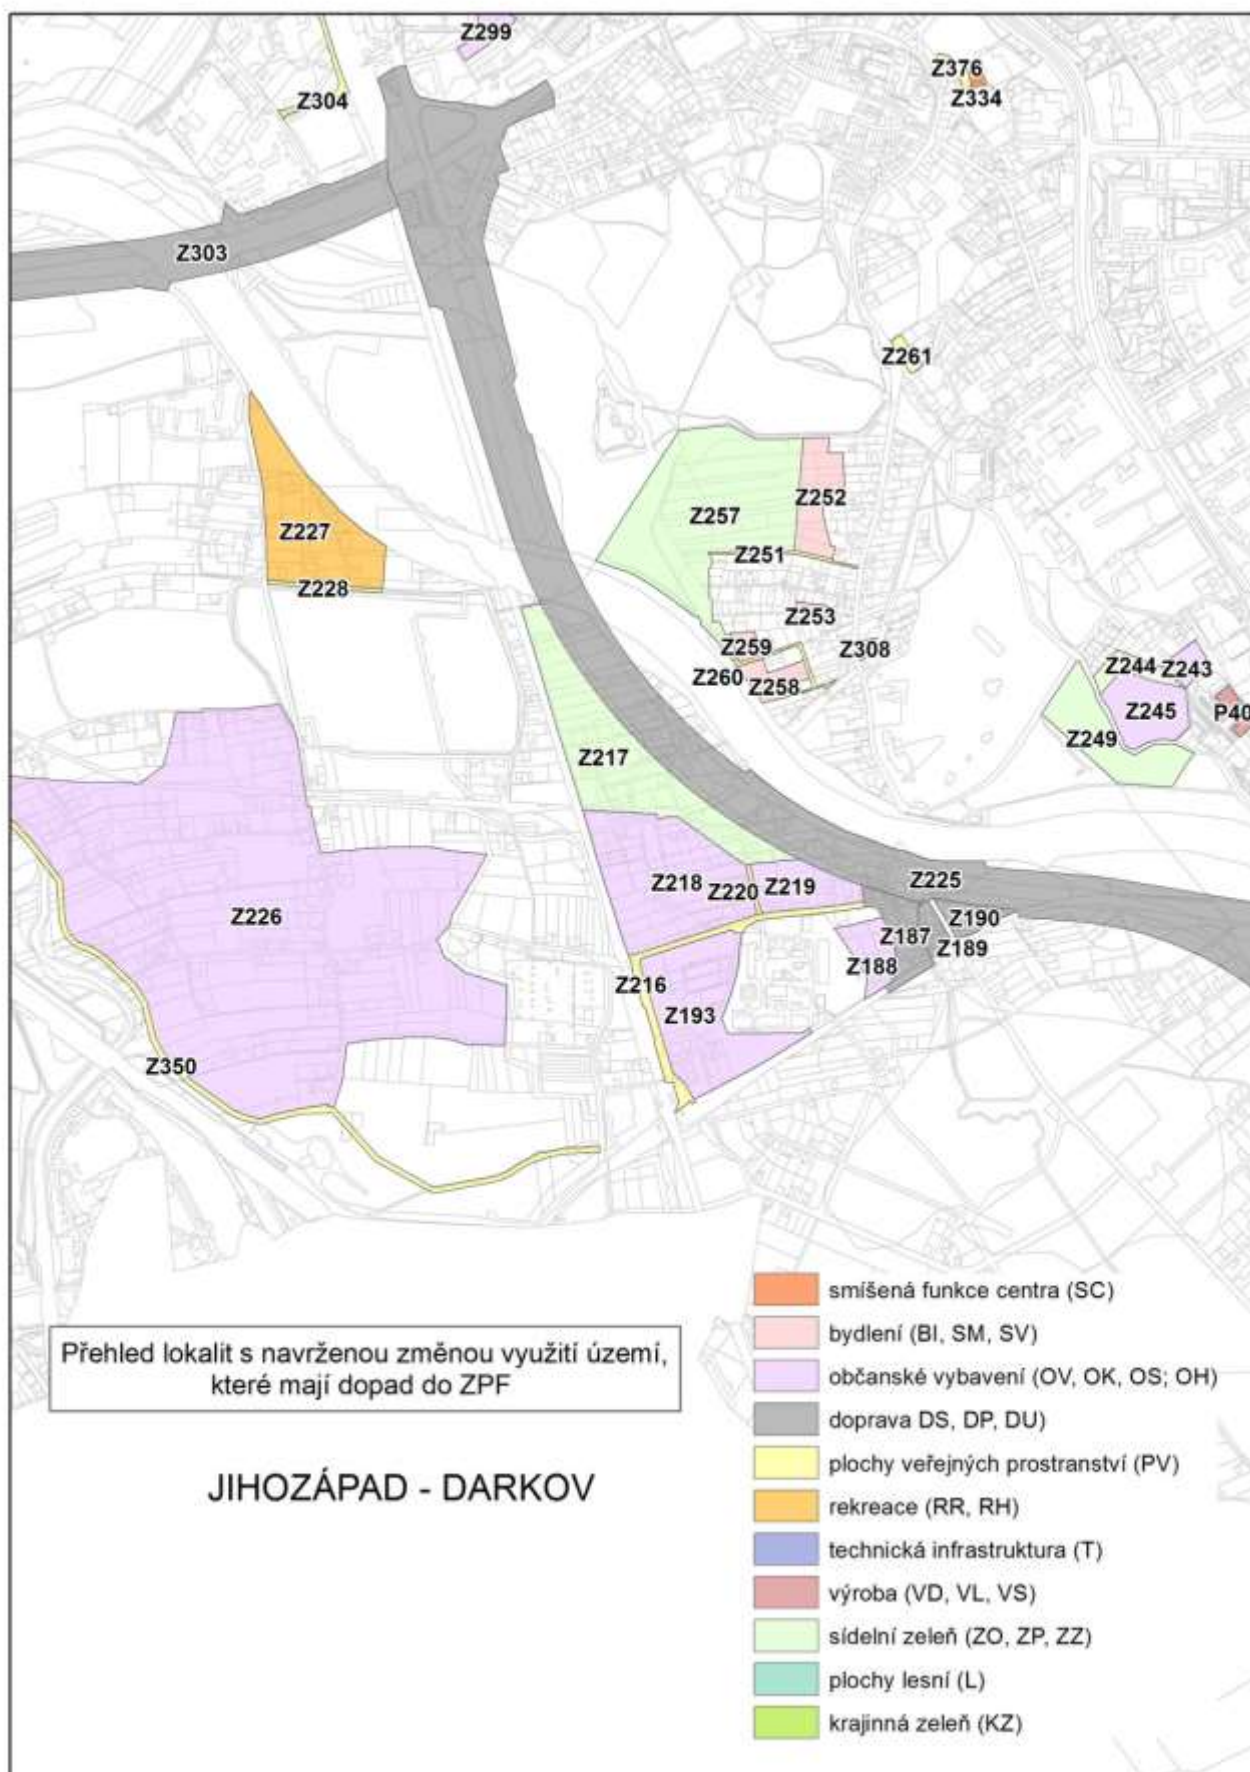 Z299
Z376
Z304
Z334
Z303
Z261
Z252
Z257
Z227
Z251
Z228
Z253
Z259
Z308
Z260
Z258
Z244
Z243
Z245
P40
Z249
Z217
Z218
Z220
Z219
Z225
Z226
Z190
Z187
Z189
Z188
Z216
Z193
Z350
smíšená funkce centra (SC)
bydlení (BI, SM, SV)
občanské vybavení (OV, OK, OS; OH)
doprava DS, DP, DU)
plochy veřejných prostranství (PV)
rekreace (RR, RH)
technická infrastruktura (T)
výroba (VD, VL, VS)
sídelní zeleň (ZO, ZP, ZZ)
plochy lesní (L)
krajinná zeleň (KZ)
Přehled lokalit s navrženou změnou využití území,
které mají dopad do ZPF
JIHOZÁPAD - DARKOV